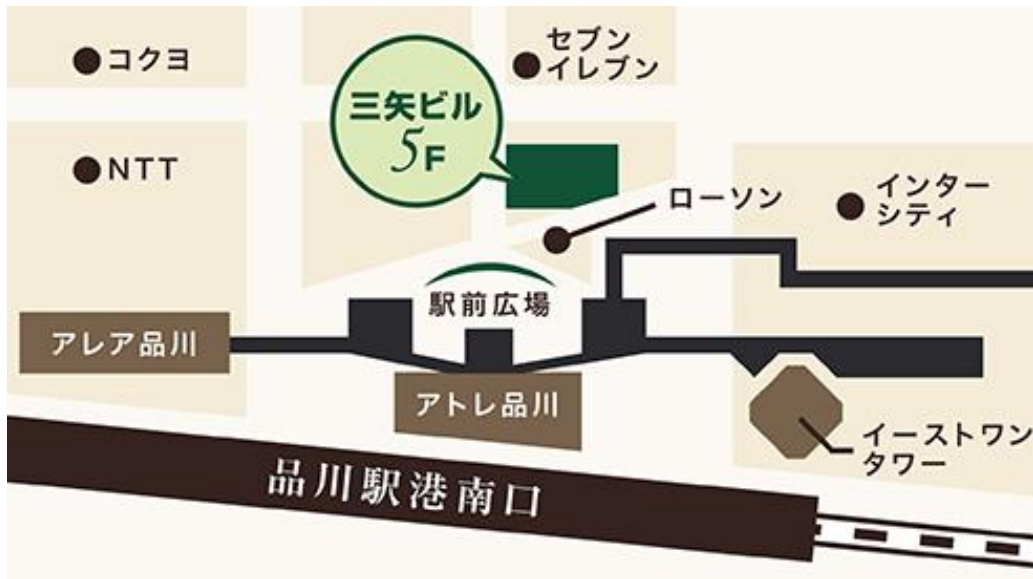 コクヨ
セブン
イレブン
三矢ビル
5F
NTT
ローソン
インター
シティ
駅前広場
アレア品川
アトレ品川
イーストワン
タワー
品川駅港南口